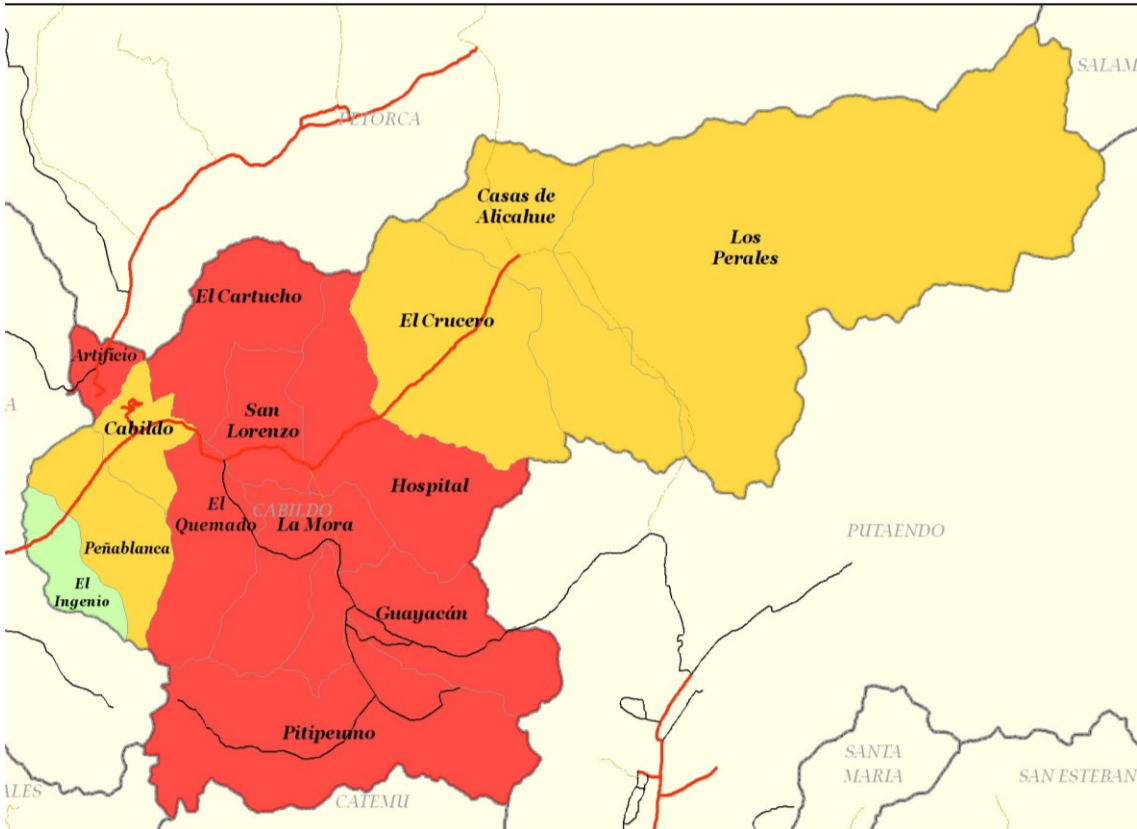 SALAM
PETORCA
Casas de
Alicahue
Los
Perales
El Cartucho
El Crucero
Artificio
A
San
Lorenzo
Cabildo
Hospital
El
Quemado
CABILDO
La Mora
PUTAENDO
Peñablanca
El
Ingenio
Guayacán
Pitipeumo
SANTA
MARIA
SAN ESTEBAN
ALES
CATEMU